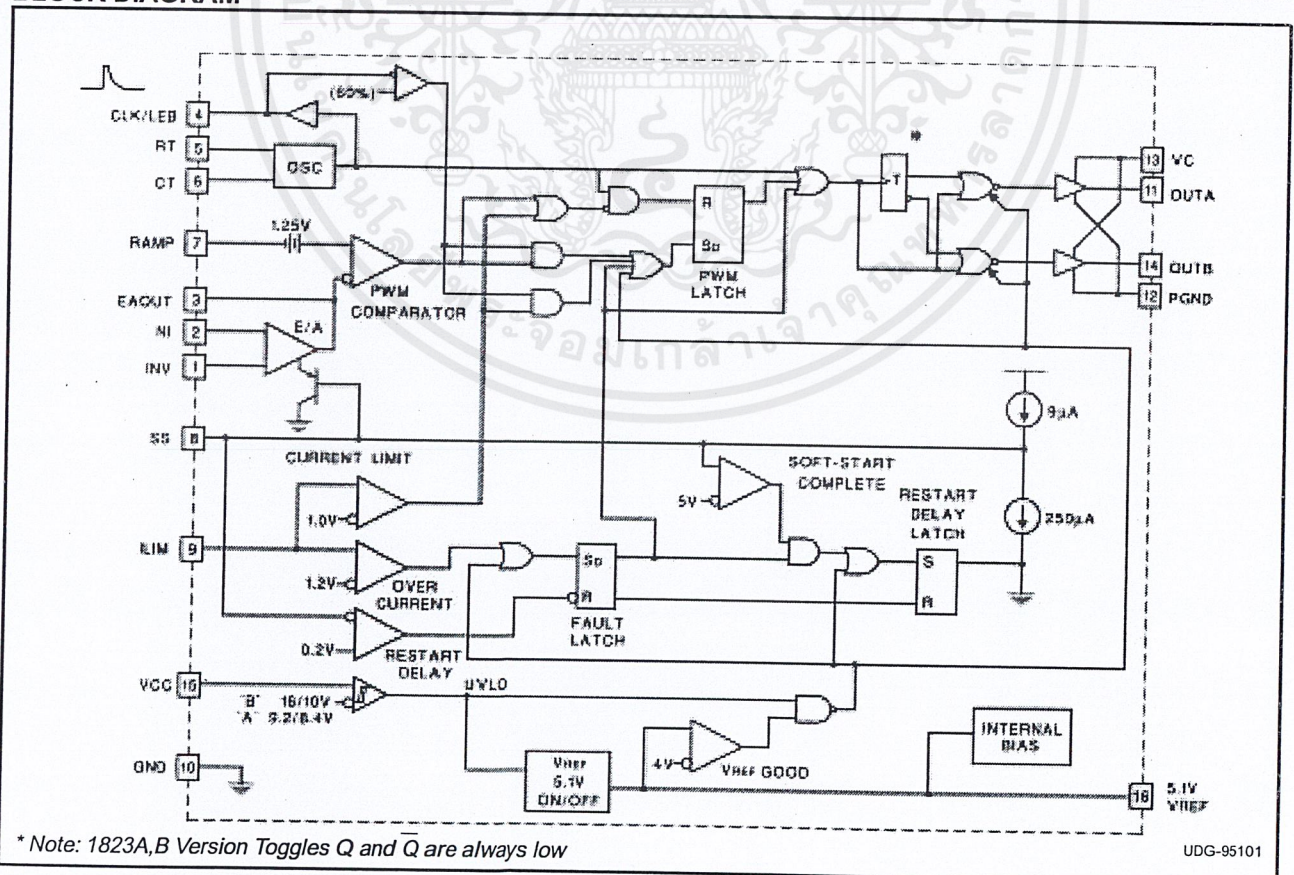 BLOCK DIAGRAM
(60%)
CLK/LEB 4
RT 5
CT 6
OSC
*
T
13 VC
11 OUTA
14 OUTB
12 PGND
R
SD
PWM
LATCH
1.25V
RAMP 7
PWM
COMPARATOR
EAOUT 3
NI 2
INV 1
E/A
9µA
SS 8
CURRENT LIMIT
SOFT-START
COMPLETE
5V
RESTART
DELAY
LATCH
250µA
1.0V
ILIM 9
1.2V
OVER
CURRENT
SD
R
FAULT
LATCH
S
R
0.2V
RESTART
DELAY
VCC 15
"B" 16/10V
"A" 9.2/8.4V
UVLO
GND 10
VREF
5.1V
ON/OFF
4V
VREF GOOD
INTERNAL
BIAS
16 5.1V
VREF
* Note: 1823A,B Version Toggles Q and Q̅ are always low
UDG-95101